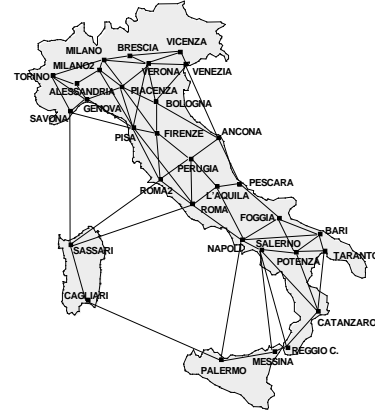 VICENZA
BRESCIA
MILANO
MILANO2
VERONA
VENEZIA
TORINO
PIACENZA
ALESSANDRIA
BOLOGNA
GENOVA
SAVONA
PISA
FIRENZE
ANCONA
PERUGIA
ROMA2
L'AQUILA
PESCARA
ROMA
FOGGIA
BARI
NAPOLI
SALERNO
SASSARI
POTENZA
TARANTO
CAGLIARI
CATANZARO
REGGIO C.
MESSINA
PALERMO